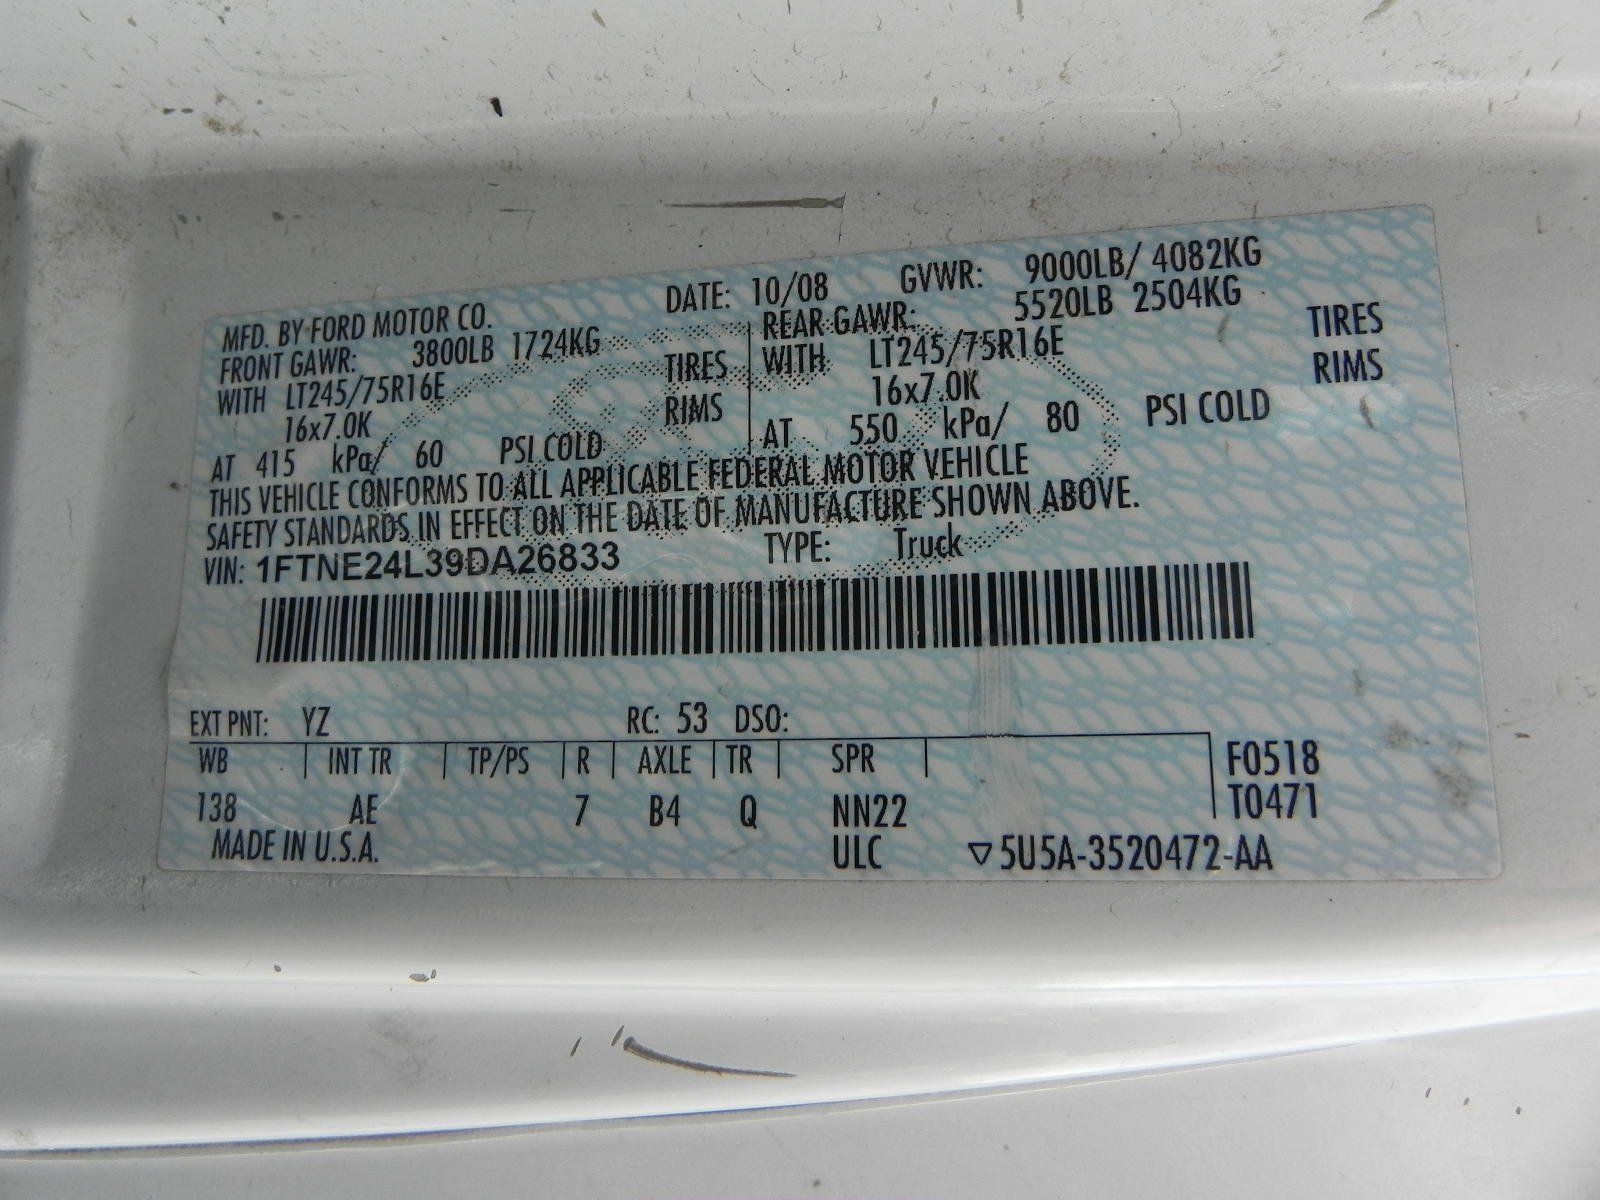 MFD. BY FORD MOTOR CO. DATE: 10/08 GVWR: 9000LB/ 4082KG
FRONT GAWR: 3800LB 1724KG REAR GAWR: 5520LB 2504KG
WITH LT245/75R16E TIRES WITH LT245/75R16E TIRES
16x7.0K RIMS 16x7.0K RIMS
AT 415 kPa/ 60 PSI COLD AT 550 kPa/ 80 PSI COLD
THIS VEHICLE CONFORMS TO ALL APPLICABLE FEDERAL MOTOR VEHICLE
SAFETY STANDARDS IN EFFECT ON THE DATE OF MANUFACTURE SHOWN ABOVE.
VIN: 1FTNE24L39DA26833 TYPE: Truck
EXT PNT: YZ RC: 53 DSO:
WB INT TR TP/PS R AXLE TR SPR F0518
138 AE 7 B4 Q NN22 T0471
MADE IN U.S.A. ULC ▽5U5A-3520472-AA